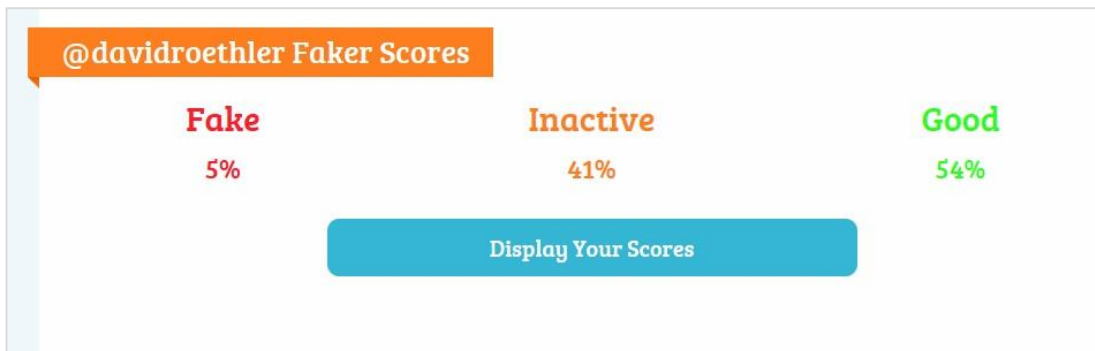 @davidroethler Faker Scores
Fake Inactive Good
5% 41% 54%
Display Your Scores